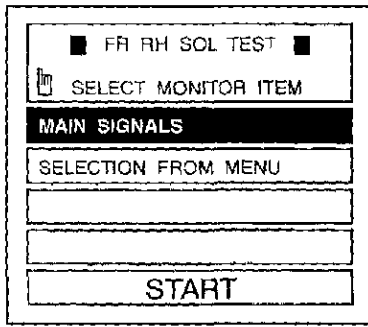 ■ FR RH SOL TEST ■
SELECT MONITOR ITEM
MAIN SIGNALS
SELECTION FROM MENU
START